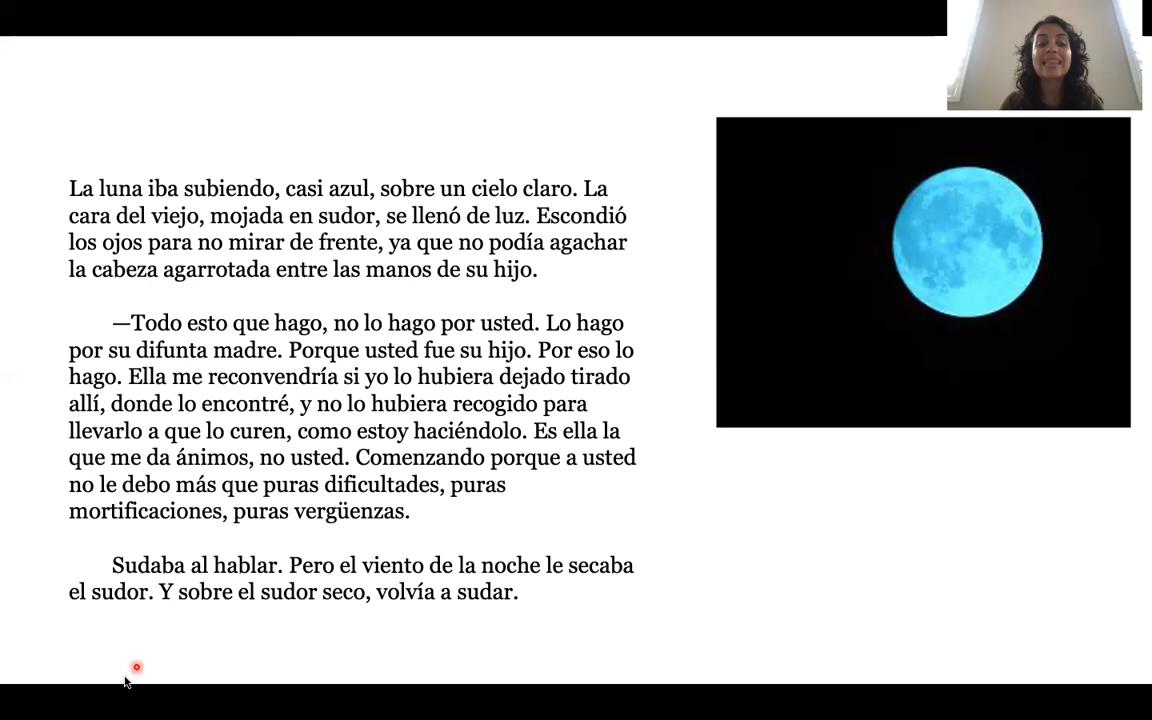 La luna iba subiendo, casi azul, sobre un cielo claro. La
cara del viejo, mojada en sudor, se llenó de luz. Escondió
los ojos para no mirar de frente, ya que no podía agachar
la cabeza agarrotada entre las manos de su hijo.
—Todo esto que hago, no lo hago por usted. Lo hago
por su difunta madre. Porque usted fue su hijo. Por eso lo
hago. Ella me reconvendría si yo lo hubiera dejado tirado
allí, donde lo encontré, y no lo hubiera recogido para
llevarlo a que lo curen, como estoy haciéndolo. Es ella la
que me da ánimos, no usted. Comenzando porque a usted
no le debo más que puras dificultades, puras
mortificaciones, puras vergüenzas.
Sudaba al hablar. Pero el viento de la noche le secaba
el sudor. Y sobre el sudor seco, volvía a sudar.